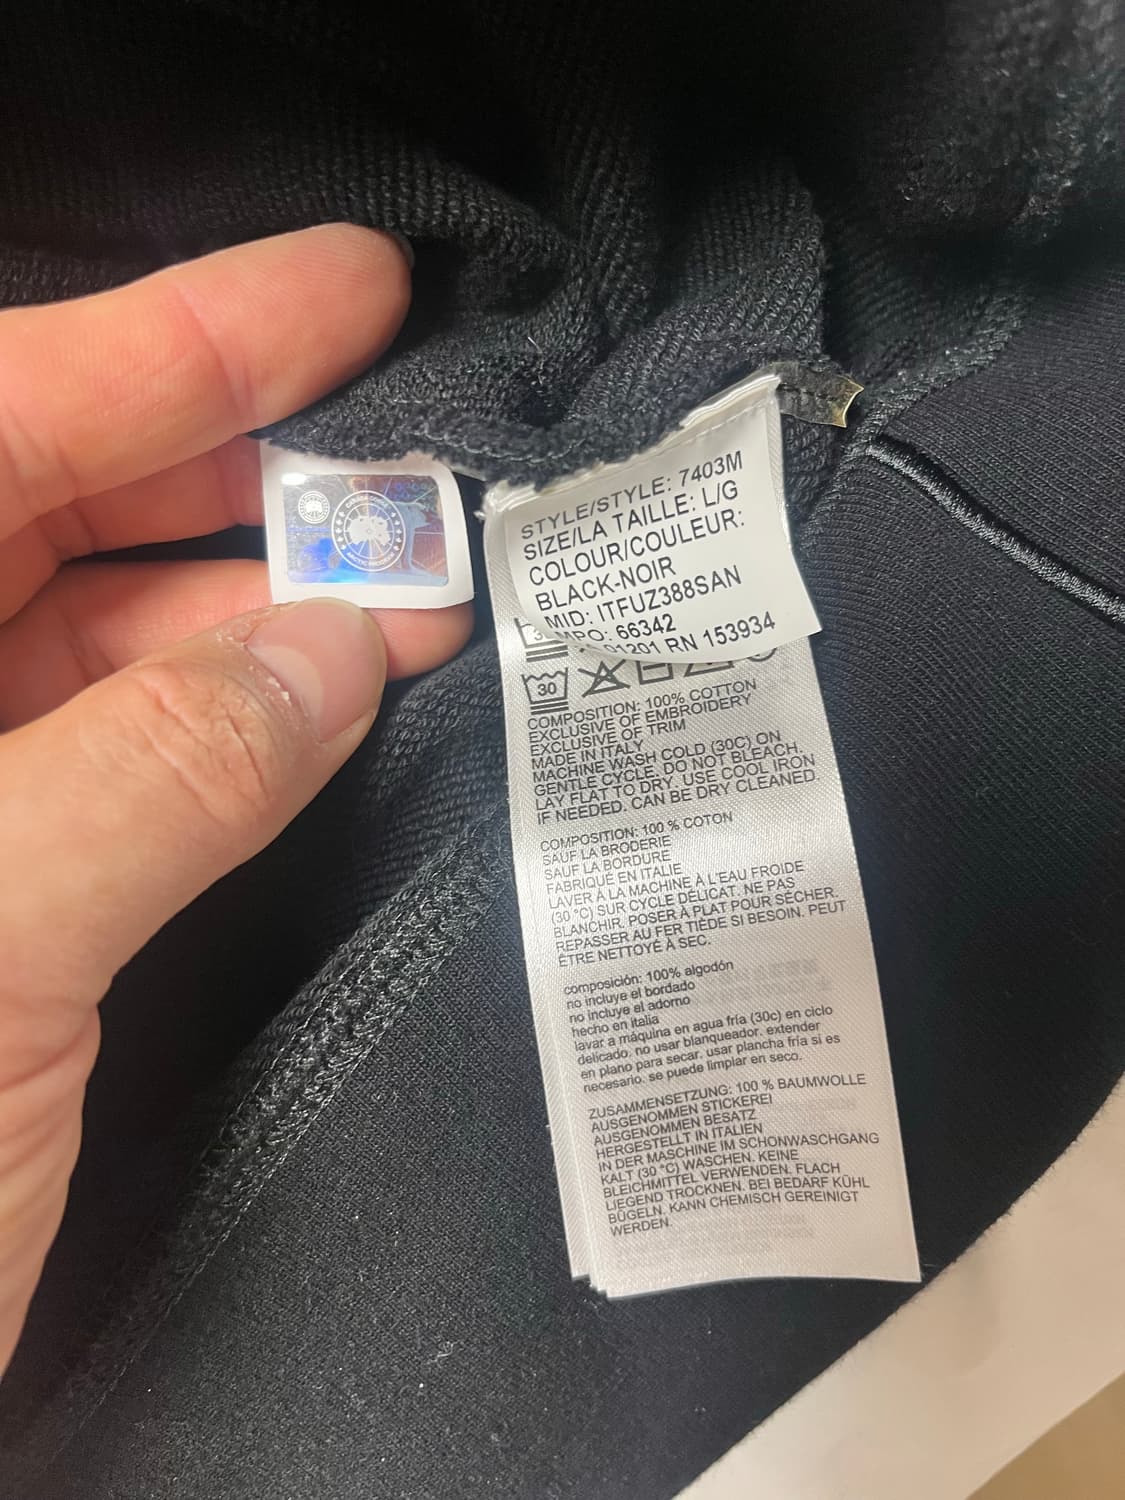 STYLE/STYLE: 7403M
SIZE/LA TAILLE: L/G
COLOUR/COULEUR:
BLACK-NOIR
MID: ITFUZ388SAN
MPO: 66342
01201 RN 153934
30
COMPOSITION: 100% COTTON
EXCLUSIVE OF EMBROIDERY
EXCLUSIVE OF TRIM
MADE IN ITALY
MACHINE WASH COLD (30C) ON
GENTLE CYCLE. DO NOT BLEACH.
LAY FLAT TO DRY. USE COOL IRON
IF NEEDED. CAN BE DRY CLEANED.
COMPOSITION: 100 % COTON
SAUF LA BRODERIE
SAUF LA BORDURE
FABRIQUÉ EN ITALIE
LAVER À LA MACHINE À L'EAU FROIDE
(30 °C) SUR CYCLE DÉLICAT. NE PAS
BLANCHIR. POSER À PLAT POUR SÉCHER.
REPASSER AU FER TIÈDE SI BESOIN. PEUT
ÊTRE NETTOYÉ À SEC.
composición: 100% algodón
no incluye el bordado
no incluye el adorno
hecho en italia
lavar a máquina en agua fría (30c) en ciclo
delicado. no usar blanqueador. extender
en plano para secar. usar plancha fría si es
necesario. se puede limpiar en seco.
ZUSAMMENSETZUNG: 100 % BAUMWOLLE
AUSGENOMMEN STICKEREI
AUSGENOMMEN BESATZ
HERGESTELLT IN ITALIEN
IN DER MASCHINE IM SCHONWASCHGANG
KALT (30 °C) WASCHEN. KEINE
BLEICHMITTEL VERWENDEN. FLACH
LIEGEND TROCKNEN. BEI BEDARF KÜHL
BÜGELN. KANN CHEMISCH GEREINIGT
WERDEN.